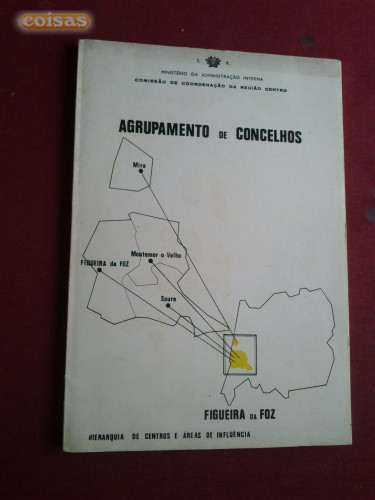 coisas
S. R.
MINISTÉRIO DA ADMINISTRAÇÃO INTERNA
COMISSÃO DE COORDENAÇÃO DA REGIÃO CENTRO
AGRUPAMENTO DE CONCELHOS
Mira
Montemor-o-Velho
FIGUEIRA da FOZ
Soure
FIGUEIRA DA FOZ
HIERARQUIA DE CENTROS E ÁREAS DE INFLUÊNCIA